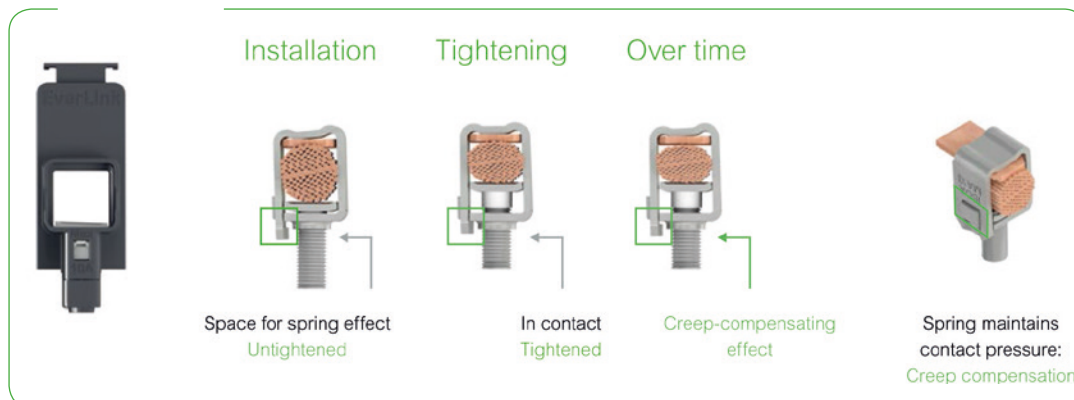 EverLink
Installation
Tightening
Over time
Space for spring effect
Untightened
In contact
Tightened
Creep-compensating
effect
Spring maintains
contact pressure:
Creep compensation